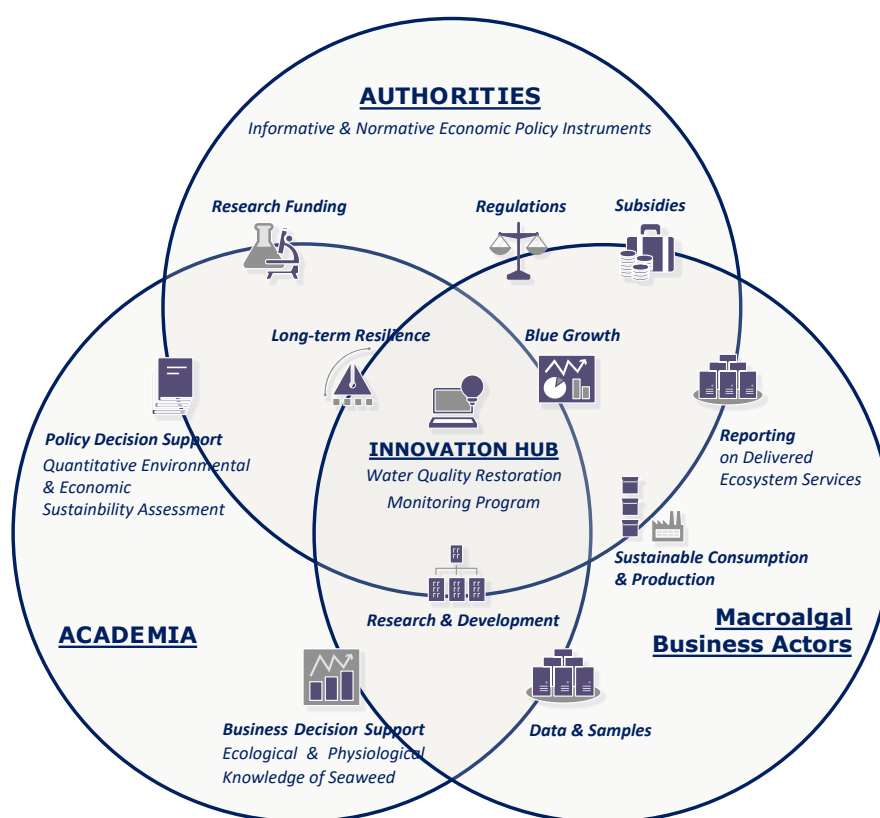 AUTHORITIES
Informative & Normative Economic Policy Instruments
Research Funding
Regulations
Subsidies
Long-term Resilience
Blue Growth
Policy Decision Support
Quantitative Environmental
& Economic
Sustainbility Assessment
INNOVATION HUB
Water Quality Restoration
Monitoring Program
Reporting
on Delivered
Ecosystem Services
Sustainable Consumption
& Production
Research & Development
ACADEMIA
Macroalgal
Business Actors
Business Decision Support
Ecological & Physiological
Knowledge of Seaweed
Data & Samples